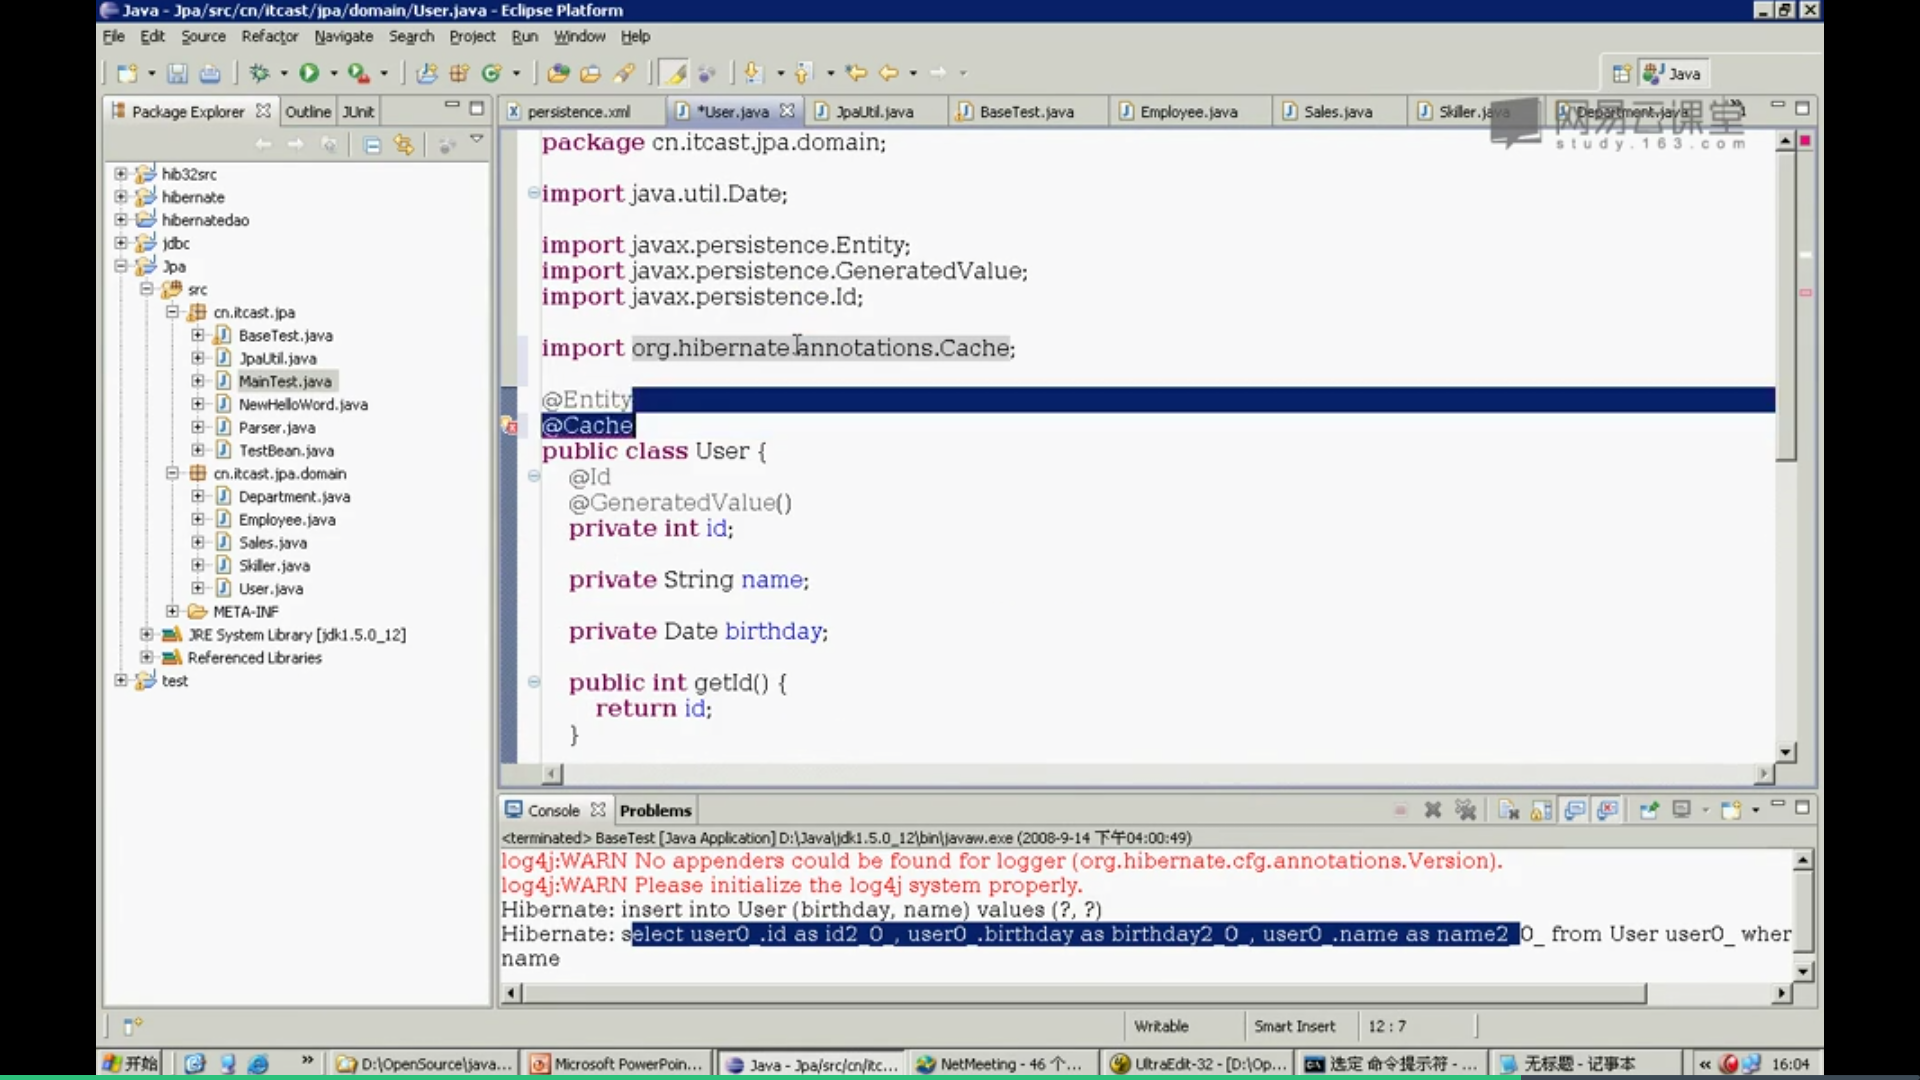 Java - Jpa/src/cn/itcast/jpa/domain/User.java - Eclipse Platform
File Edit Source Refactor Navigate Search Project Run Window Help
Java
Package Explorer Outline JUnit
persistence.xml *User.java JpaUtil.java BaseTest.java Employee.java Sales.java Skiller.java Department.java
网易云课堂
study.163.com
hib32src
hibernate
hibernatedao
jdbc
Jpa
src
cn.itcast.jpa
BaseTest.java
JpaUtil.java
MainTest.java
NewHelloWord.java
Parser.java
TestBean.java
cn.itcast.jpa.domain
Department.java
Employee.java
Sales.java
Skiller.java
User.java
META-INF
JRE System Library [jdk1.5.0_12]
Referenced Libraries
test
package cn.itcast.jpa.domain;
import java.util.Date;
import javax.persistence.Entity;
import javax.persistence.GeneratedValue;
import javax.persistence.Id;
import org.hibernate.annotations.Cache;
@Entity
@Cache
public class User {
@Id
@GeneratedValue()
private int id;
private String name;
private Date birthday;
public int getId() {
return id;
}
Console Problems
<terminated> BaseTest [Java Application] D:\Java\jdk1.5.0_12\bin\javaw.exe (2008-9-14 下午04:00:49)
log4j:WARN No appenders could be found for logger (org.hibernate.cfg.annotations.Version).
log4j:WARN Please initialize the log4j system properly.
Hibernate: insert into User (birthday, name) values (?, ?)
Hibernate: select user0_.id as id2_0_, user0_.birthday as birthday2_0_, user0_.name as name2_0_ from User user0_ wher
name
Writable Smart Insert 12 : 7
开始 » D:\OpenSource\java... Microsoft PowerPoin... Java - Jpa/src/cn/itc... NetMeeting - 46 个... UltraEdit-32 - [D:\Op... 选定 命令提示符 - ... 无标题 - 记事本 « 16:04